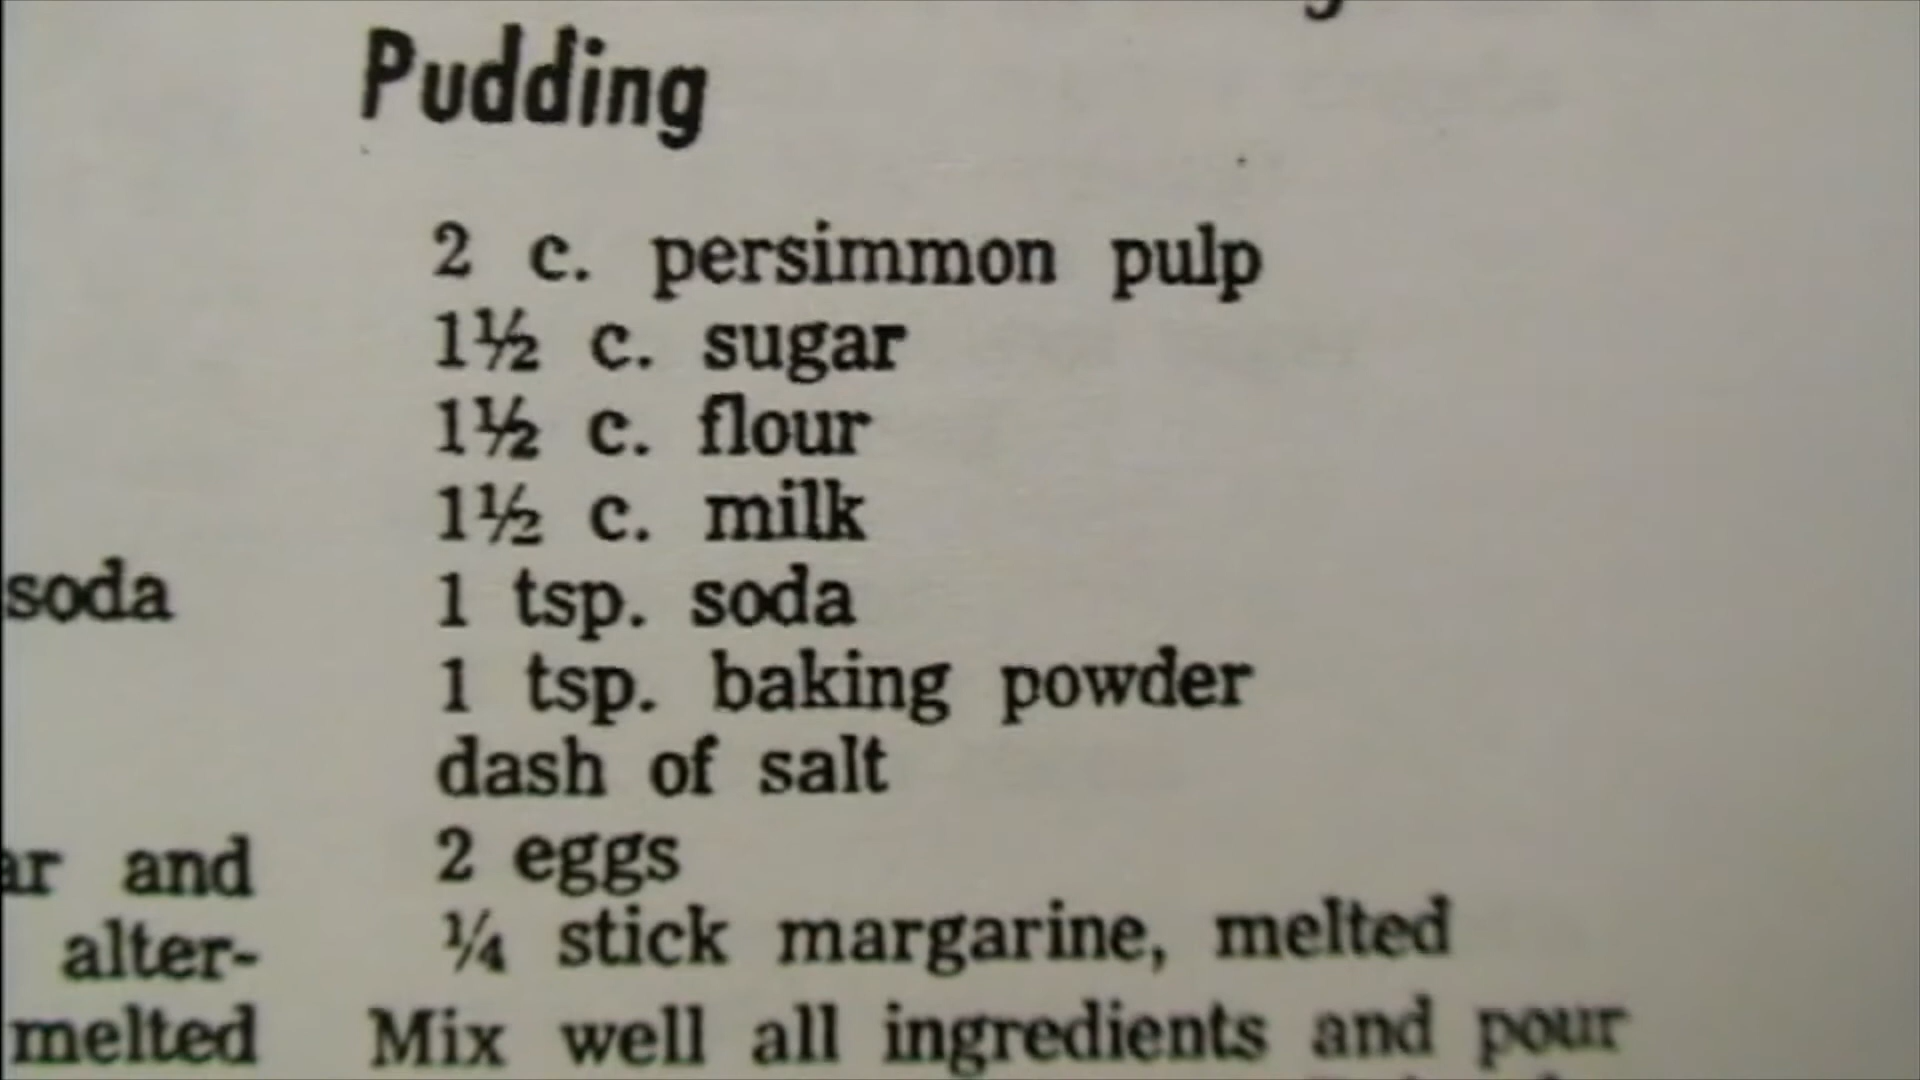 Pudding
2 c. persimmon pulp
1½ c. sugar
1½ c. flour
1½ c. milk
1 tsp. soda
1 tsp. baking powder
dash of salt
2 eggs
¼ stick margarine, melted
Mix well all ingredients and pour
soda
and
alter-
melted